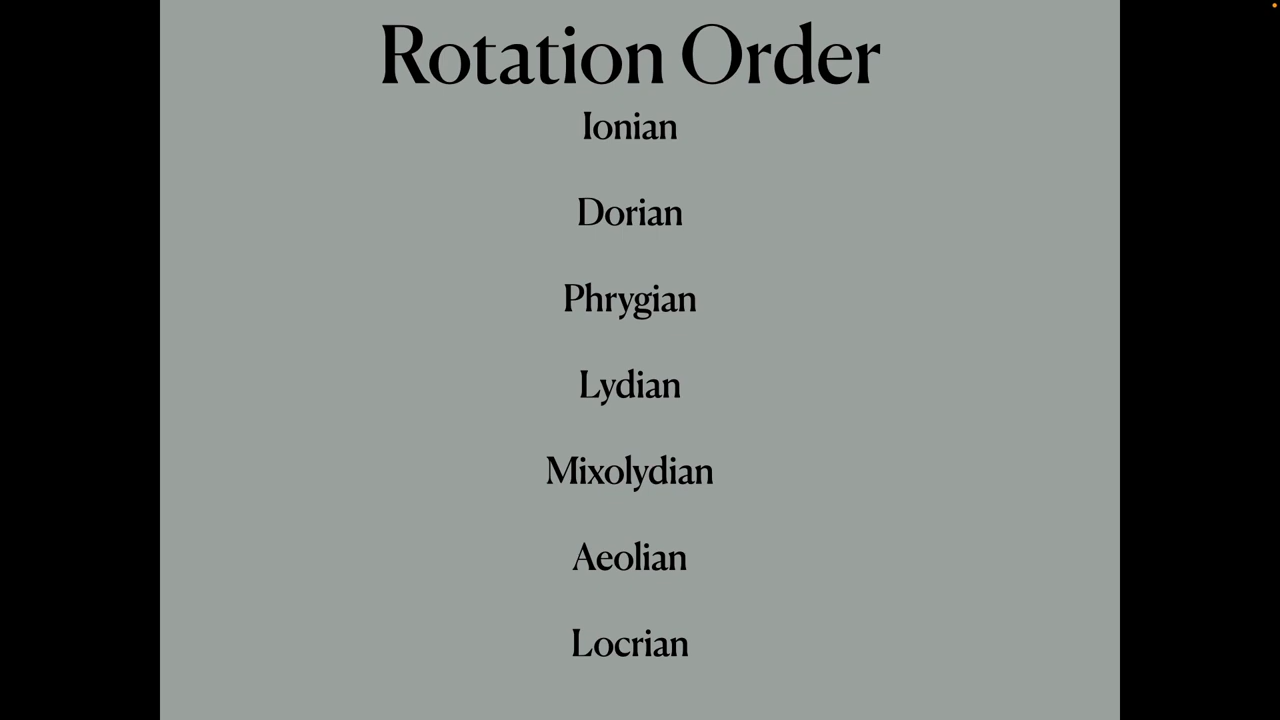 Rotation Order
Ionian
Dorian
Phrygian
Lydian
Mixolydian
Aeolian
Locrian